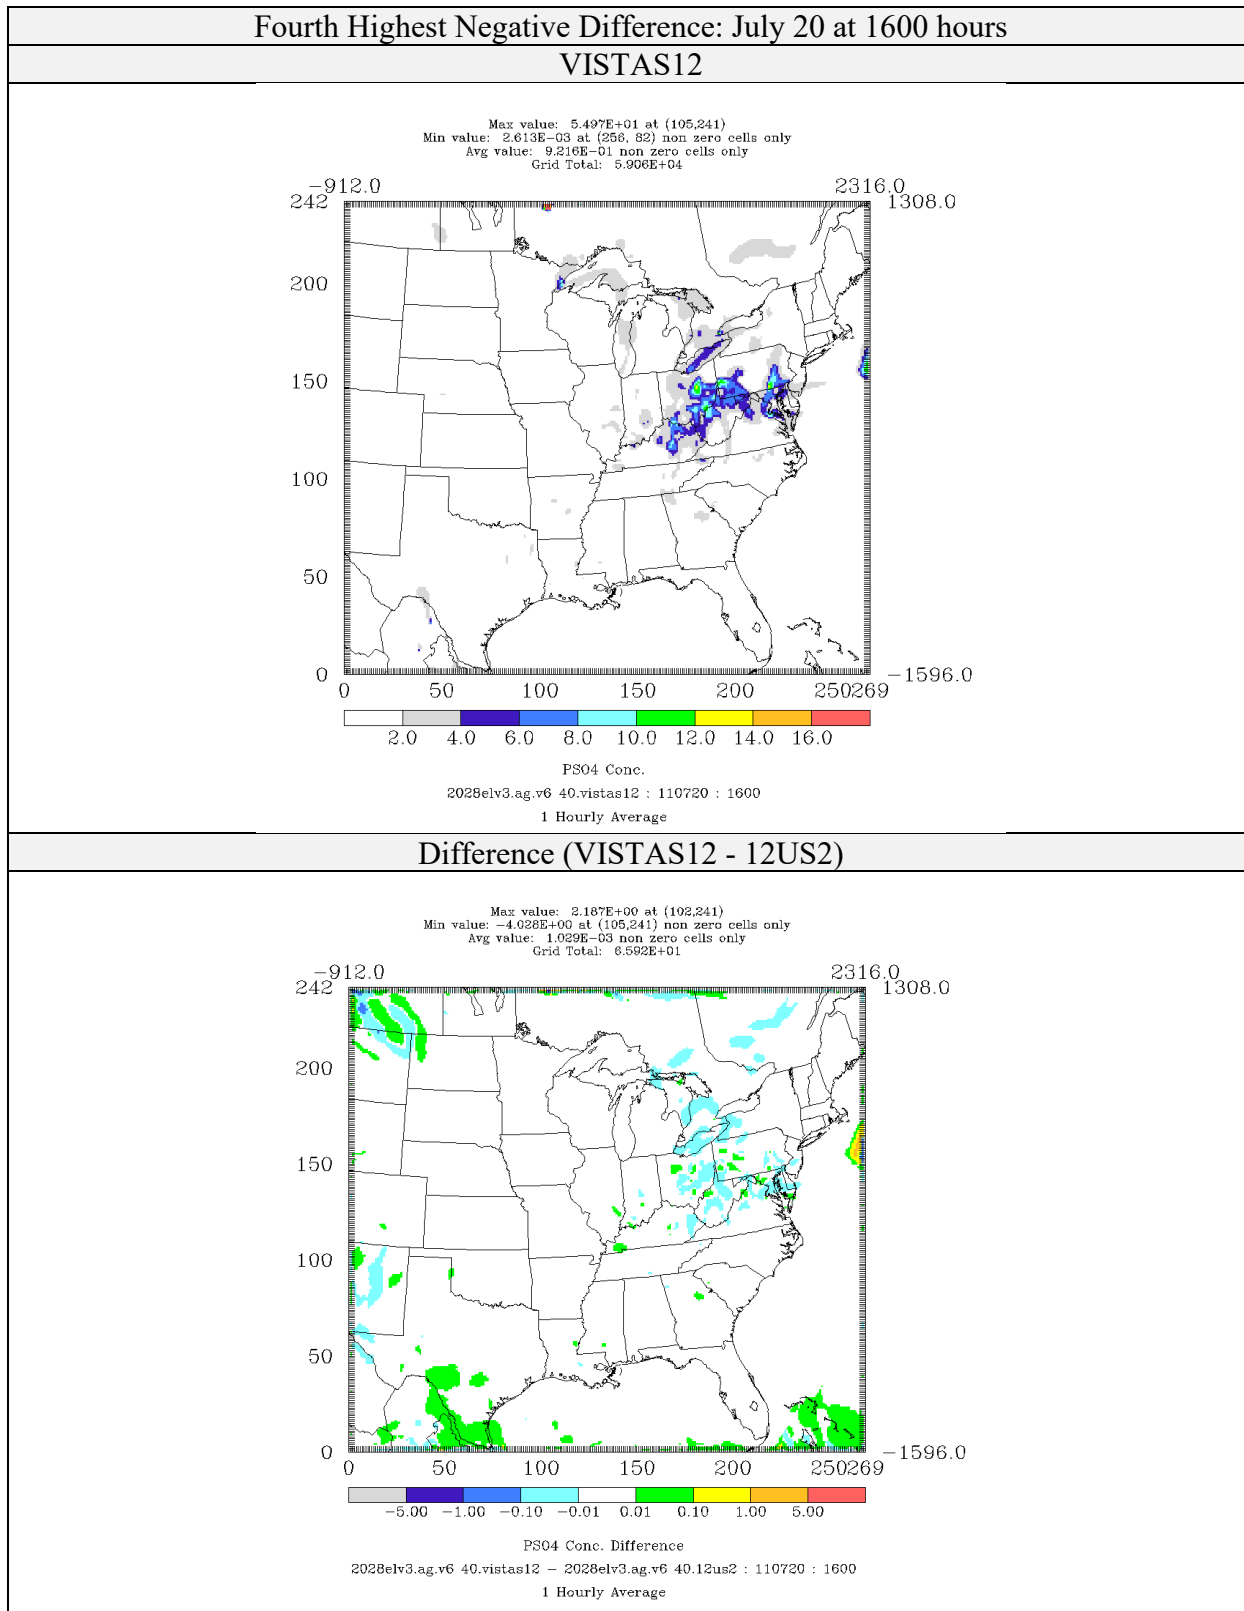 Fourth Highest Negative Difference: July 20 at 1600 hours
VISTAS12
Max value: 5.497E+01 at (105,241)
Min value: 2.613E-03 at (256, 82) non zero cells only
Avg value: 9.216E-01 non zero cells only
Grid Total: 5.906E+04
-912.0 2316.0
242 1308.0
200
150
100
50
0 -1596.0
0 50 100 150 200 250269
2.0 4.0 6.0 8.0 10.0 12.0 14.0 16.0
PSO4 Conc.
2028elv3.ag.v6 40.vistas12 : 110720 : 1600
1 Hourly Average
Difference (VISTAS12 - 12US2)
Max value: 2.187E+00 at (102,241)
Min value: -4.028E+00 at (105,241) non zero cells only
Avg value: 1.029E-03 non zero cells only
Grid Total: 6.592E+01
-912.0 2316.0
242 1308.0
200
150
100
50
0 -1596.0
0 50 100 150 200 250269
-5.00 -1.00 -0.10 -0.01 0.01 0.10 1.00 5.00
PSO4 Conc. Difference
2028elv3.ag.v6 40.vistas12 - 2028elv3.ag.v6 40.12us2 : 110720 : 1600
1 Hourly Average